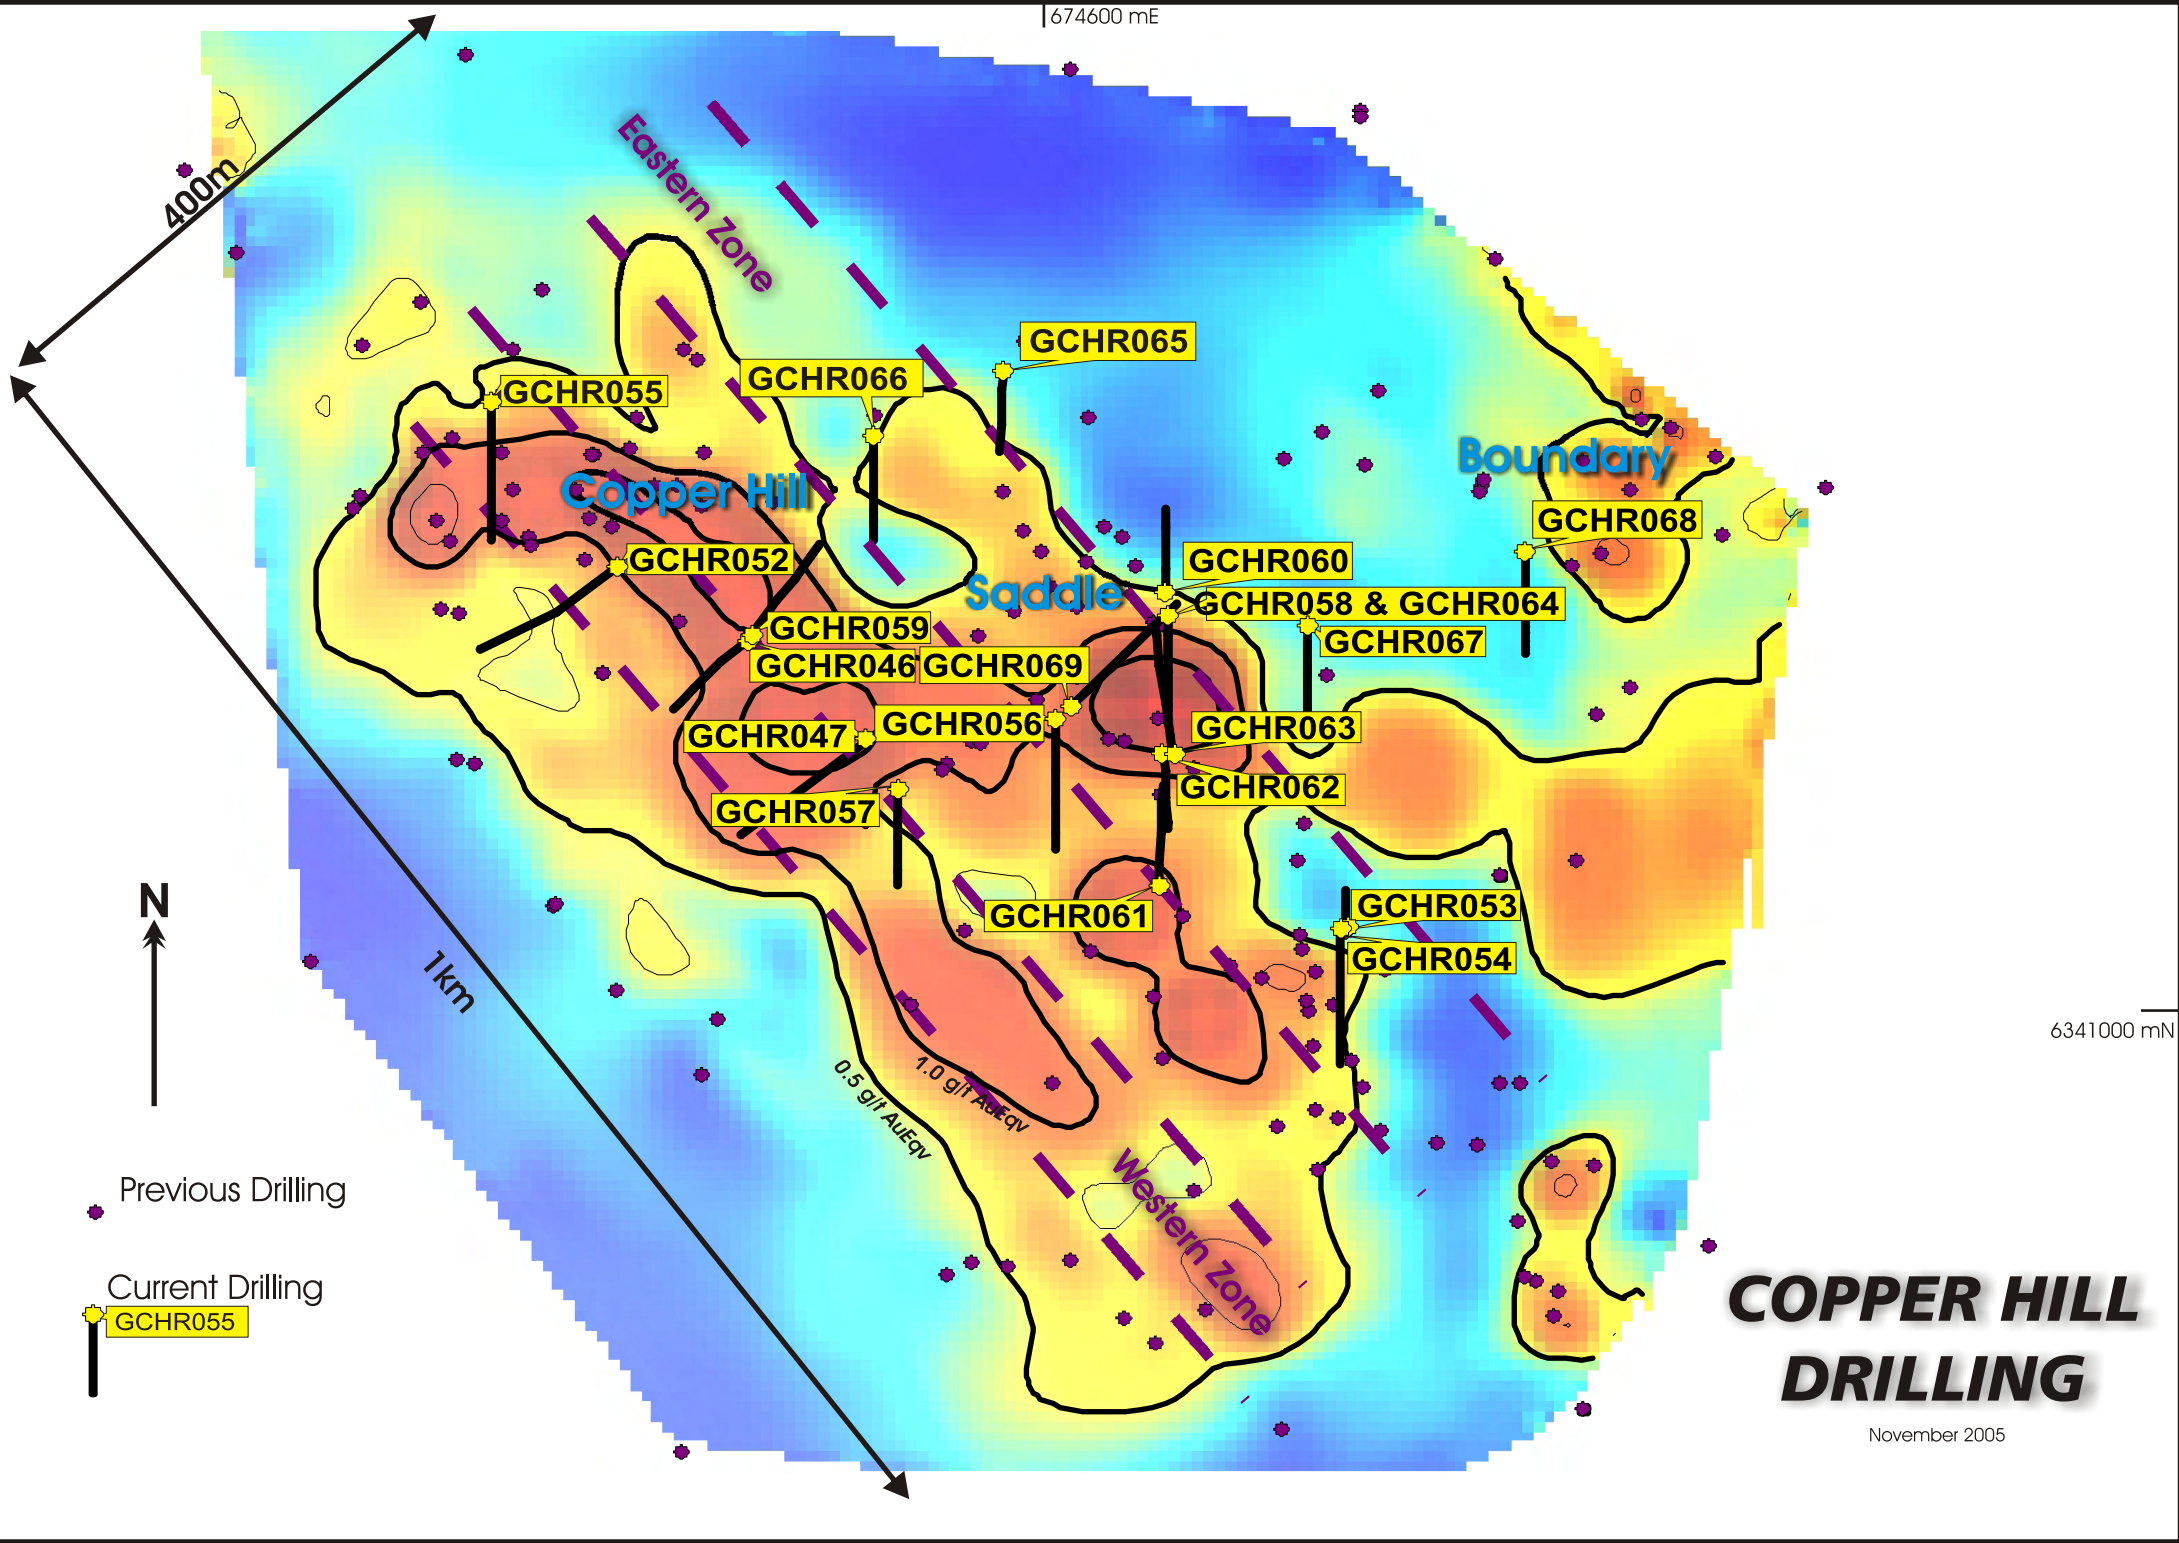 674600 mE
Eastern Zone
400m
GCHR065
GCHR066
GCHR055
Boundary
Copper Hill
GCHR068
GCHR052
GCHR060
Saddle
GCHR058 & GCHR064
GCHR059
GCHR067
GCHR046
GCHR069
GCHR056
GCHR047
GCHR063
GCHR062
GCHR057
N
GCHR053
GCHR061
GCHR054
1km
6341000 mN
1.0 g/t AuEqv
0.5 g/t AuEqv
Previous Drilling
Western Zone
Current Drilling
GCHR055
COPPER HILL
DRILLING
November 2005